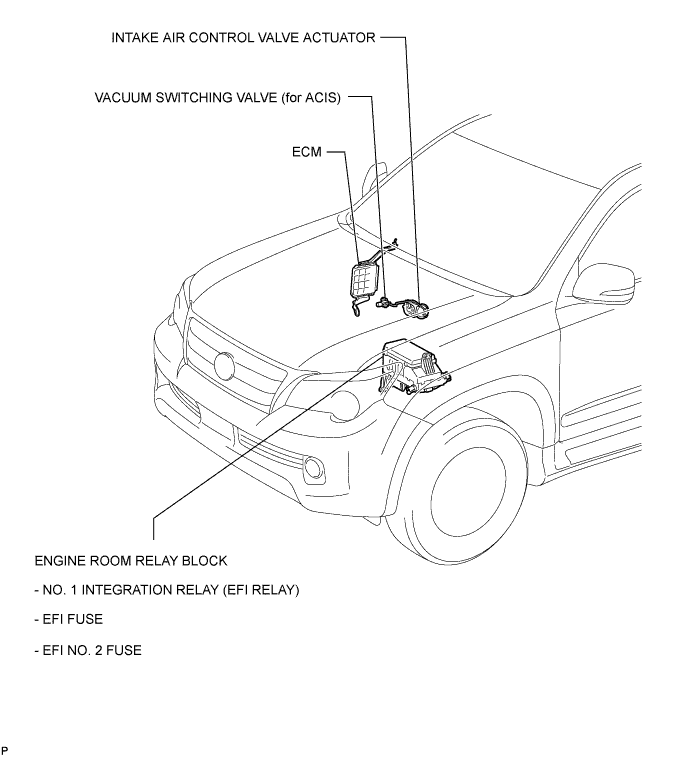 INTAKE AIR CONTROL VALVE ACTUATOR
VACUUM SWITCHING VALVE (for ACIS)
ECM
ENGINE ROOM RELAY BLOCK
- NO. 1 INTEGRATION RELAY (EFI RELAY)
- EFI FUSE
- EFI NO. 2 FUSE
P